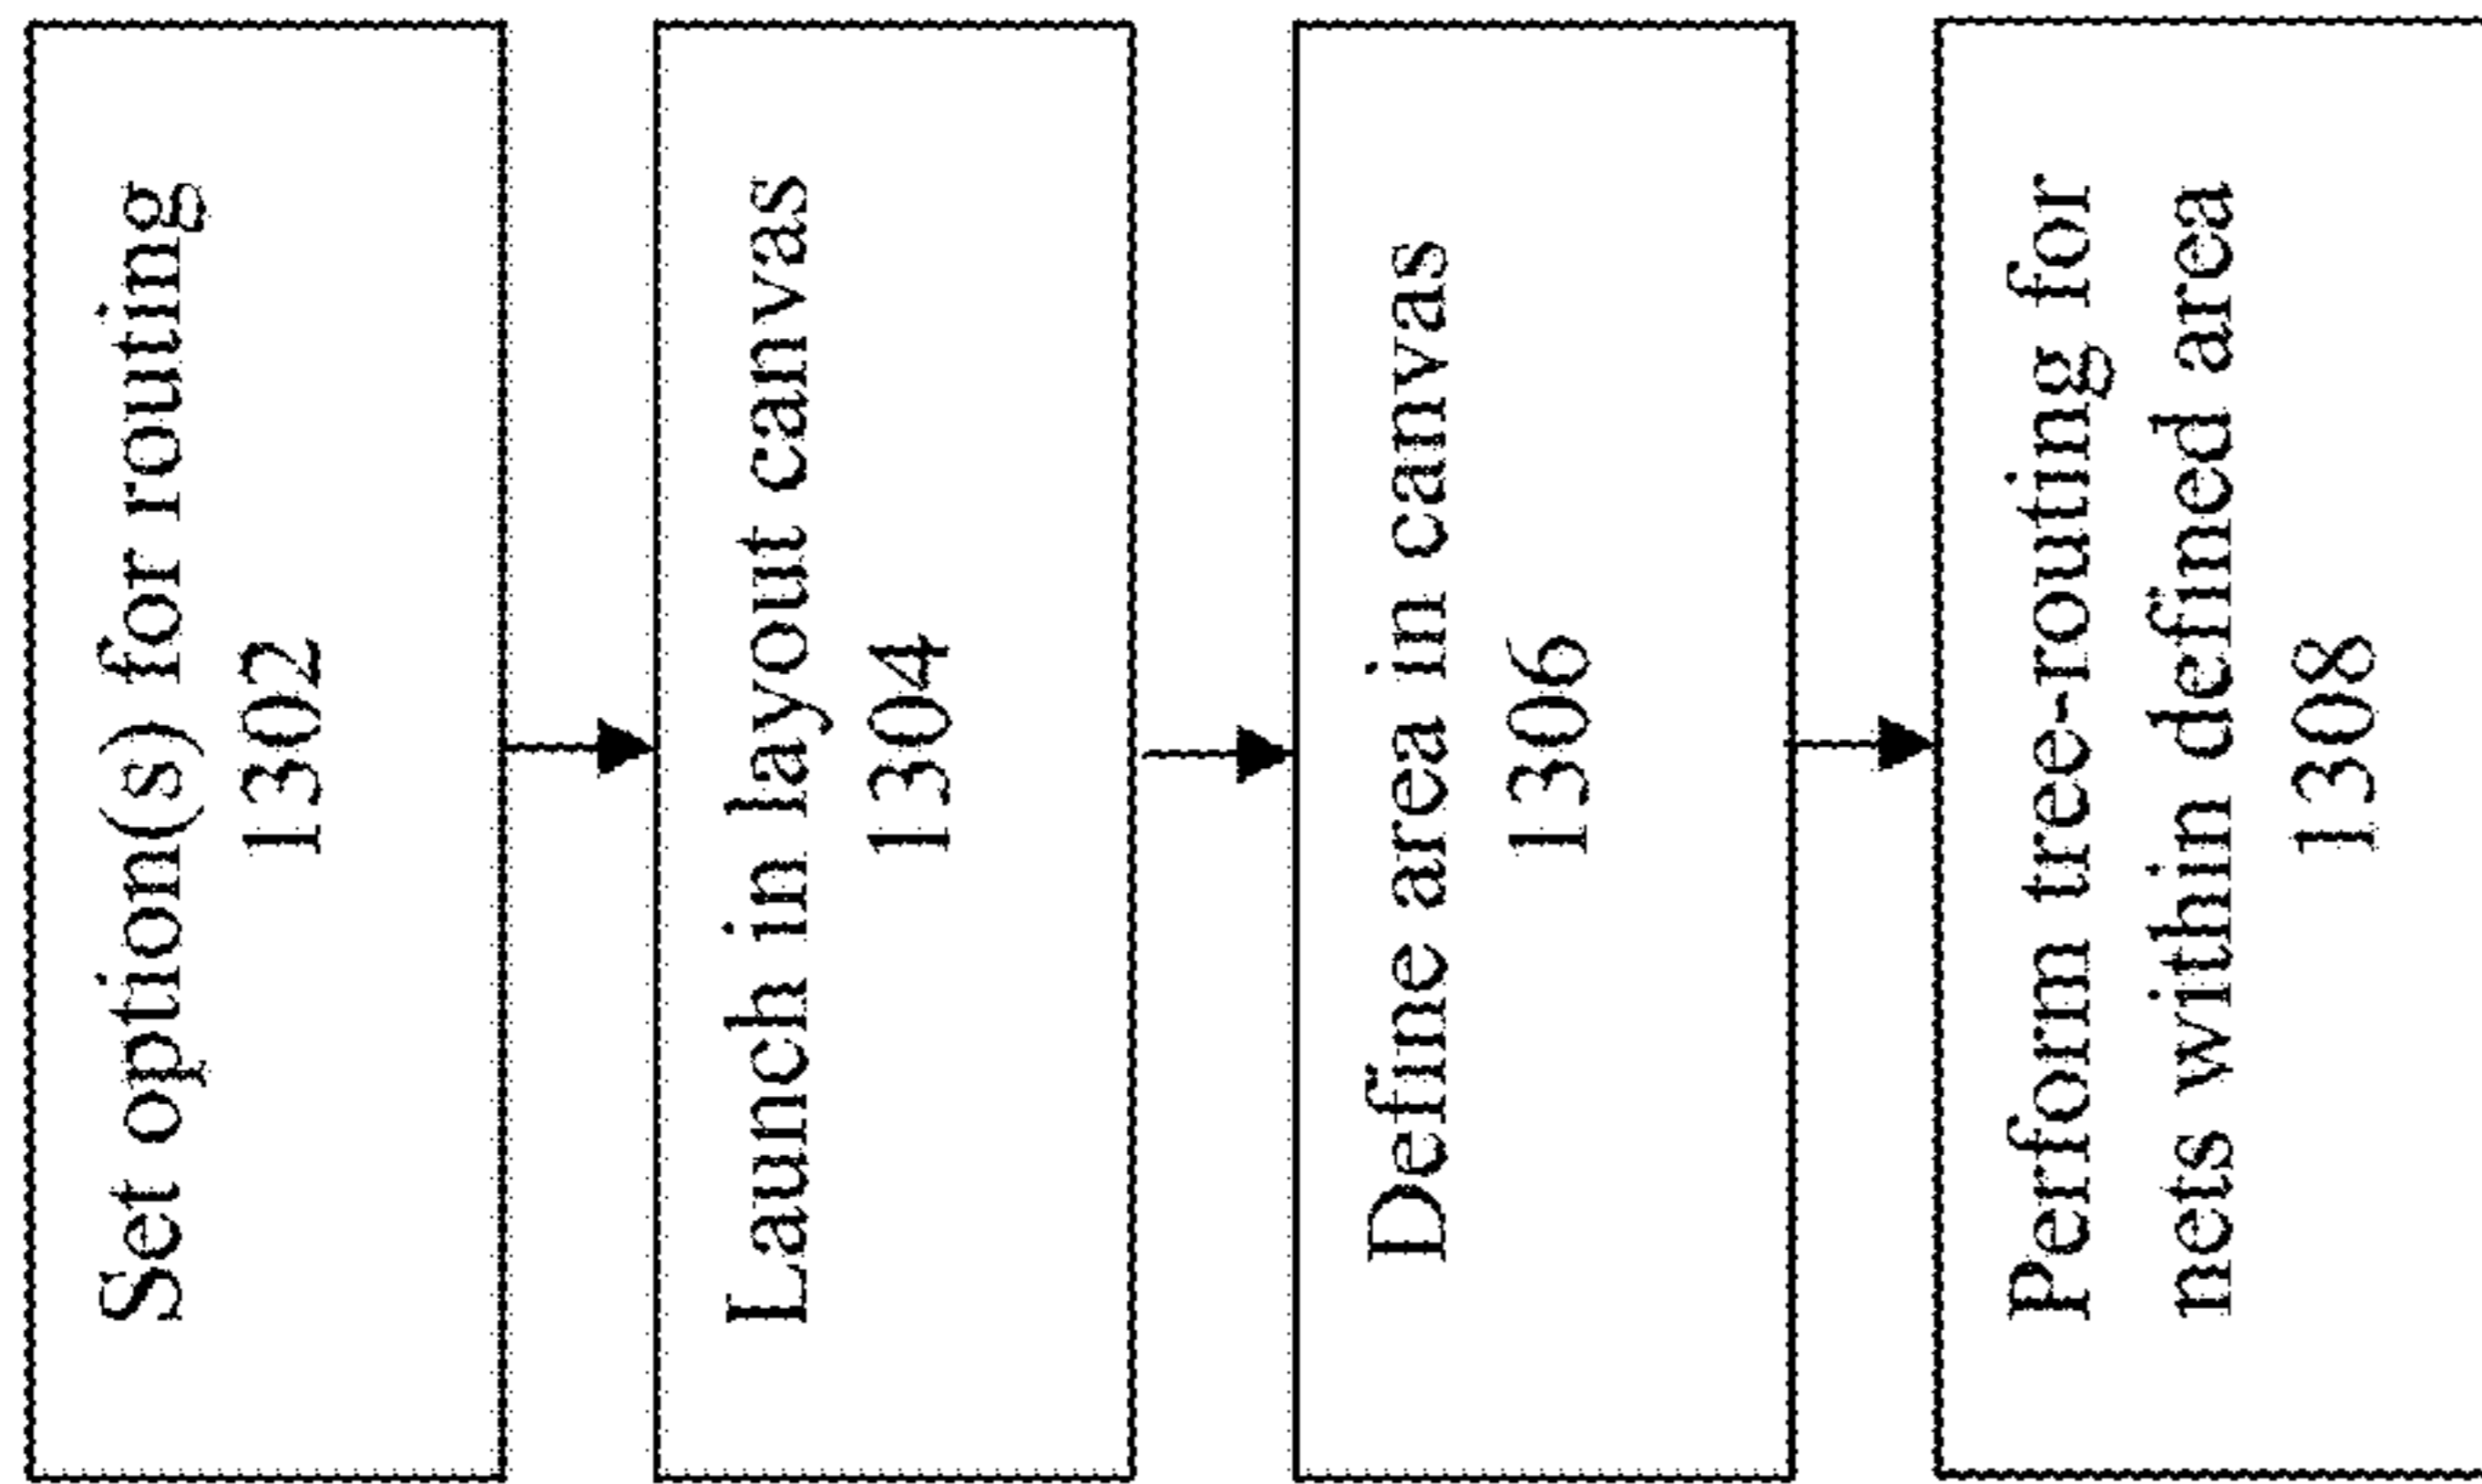 Set option(s) for routing
1302
Launch in layout canvas
1304
Define area in canvas
1306
Perform tree-routing for
nets within defined area
1308